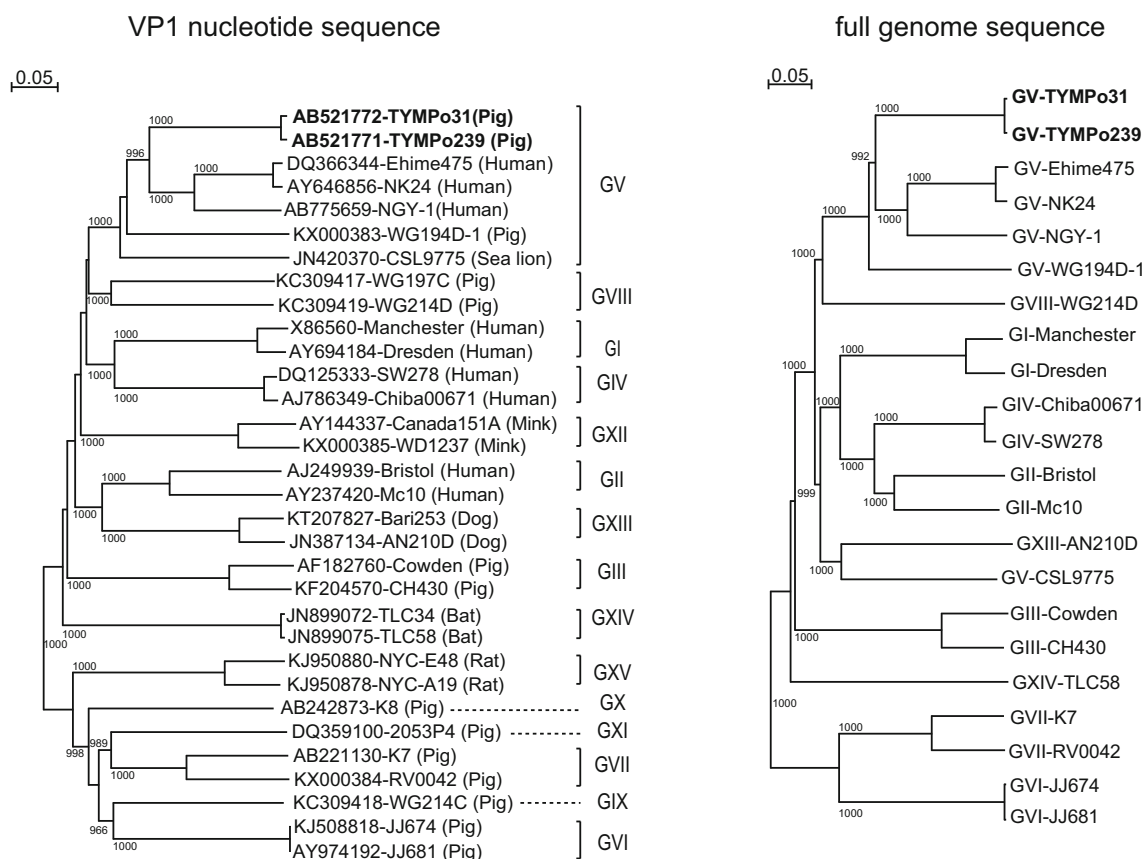 VP1 nucleotide sequence
0.05
1000
AB521772-TYMPo31(Pig)
AB521771-TYMPo239 (Pig)
996
1000
DQ366344-Ehime475 (Human)
AY646856-NK24 (Human)
GV
AB775659-NGY-1(Human)
1000
KX000383-WG194D-1 (Pig)
JN420370-CSL9775 (Sea lion)
KC309417-WG197C (Pig)
1000
GVIII
KC309419-WG214D (Pig)
1000
X86560-Manchester (Human)
GI
AY694184-Dresden (Human)
1000
DQ125333-SW278 (Human)
GIV
1000
AJ786349-Chiba00671 (Human)
AY144337-Canada151A (Mink)
GXII
1000
KX000385-WD1237 (Mink)
1000
AJ249939-Bristol (Human)
GII
AY237420-Mc10 (Human)
1000
KT207827-Bari253 (Dog)
GXIII
1000
JN387134-AN210D (Dog)
AF182760-Cowden (Pig)
GIII
1000
KF204570-CH430 (Pig)
JN899072-TLC34 (Bat)
GXIV
1000
JN899075-TLC58 (Bat)
1000
1000
KJ950880-NYC-E48 (Rat)
GXV
KJ950878-NYC-A19 (Rat)
AB242873-K8 (Pig)
GX
998
989
DQ359100-2053P4 (Pig)
GXI
AB221130-K7 (Pig)
GVII
1000
KX000384-RV0042 (Pig)
KC309418-WG214C (Pig)
GIX
966
KJ508818-JJ674 (Pig)
GVI
1000
AY974192-JJ681 (Pig)
full genome sequence
0.05
GV-TYMPo31
1000
GV-TYMPo239
992
GV-Ehime475
1000
GV-NK24
1000
GV-NGY-1
GV-WG194D-1
GVIII-WG214D
GI-Manchester
1000
1000
GI-Dresden
1000
GIV-Chiba00671
GIV-SW278
1000
GII-Bristol
999
1000
GII-Mc10
GXIII-AN210D
1000
GV-CSL9775
GIII-Cowden
1000
GIII-CH430
GXIV-TLC58
1000
GVII-K7
1000
GVII-RV0042
GVI-JJ674
1000
GVI-JJ681